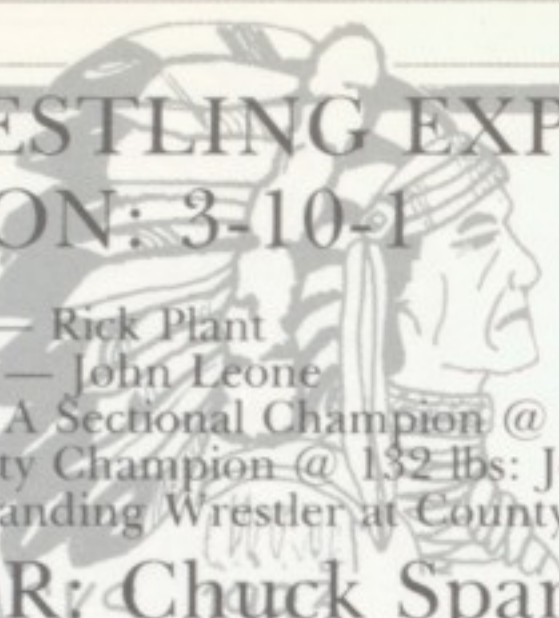 ESTLING EXP
ON: 3-10-1
— Rick Plant
— John Leone
A Sectional Champion @
ty Champion @ 132 lbs: J
anding Wrestler at County
R: Chuck Span